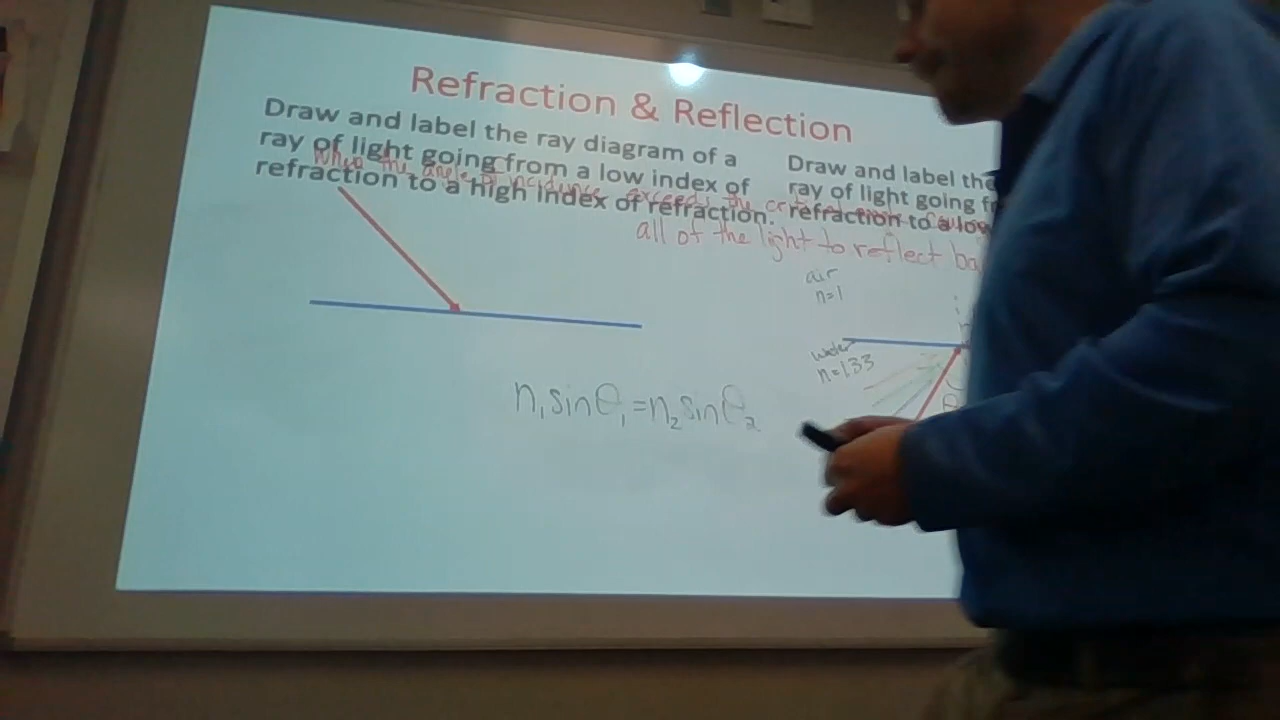 Refraction & Reflection
Draw and label the ray diagram of a
ray of light going from a low index of
refraction to a high index of refraction.
Draw and label the
ray of light going f
refraction to a low
When the angle of incidence exceeds the
all of the light to reflect ba
air
n=1
water
n=1.33
θ
n₁sinθ₁=n₂sinθ₂